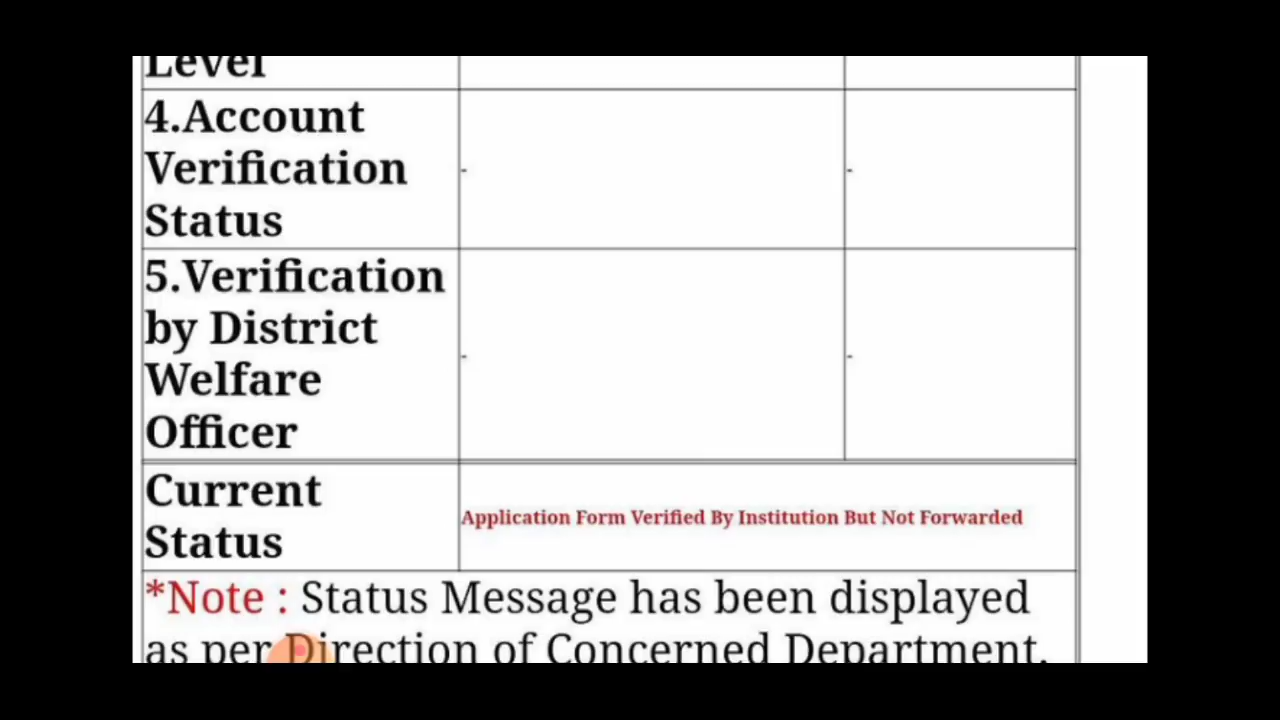 Level
4.Account
Verification
Status
-
-
5.Verification
by District
Welfare
Officer
-
-
Current
Status
Application Form Verified By Institution But Not Forwarded
*Note : Status Message has been displayed
as per Direction of Concerned Department.